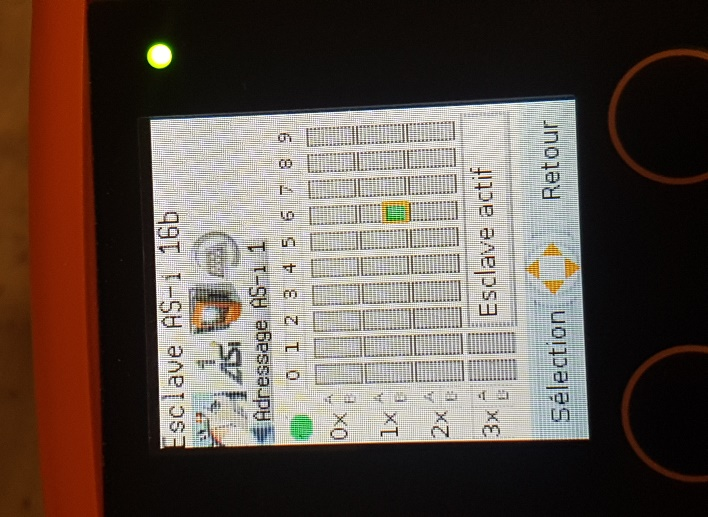 Esclave AS-i 16b
1
ASi
Adressage AS-i 1
0 1 2 3 4 5 6 7 8 9
0x A B
1x A B
2x A B
3x A B
Esclave actif
Sélection Retour